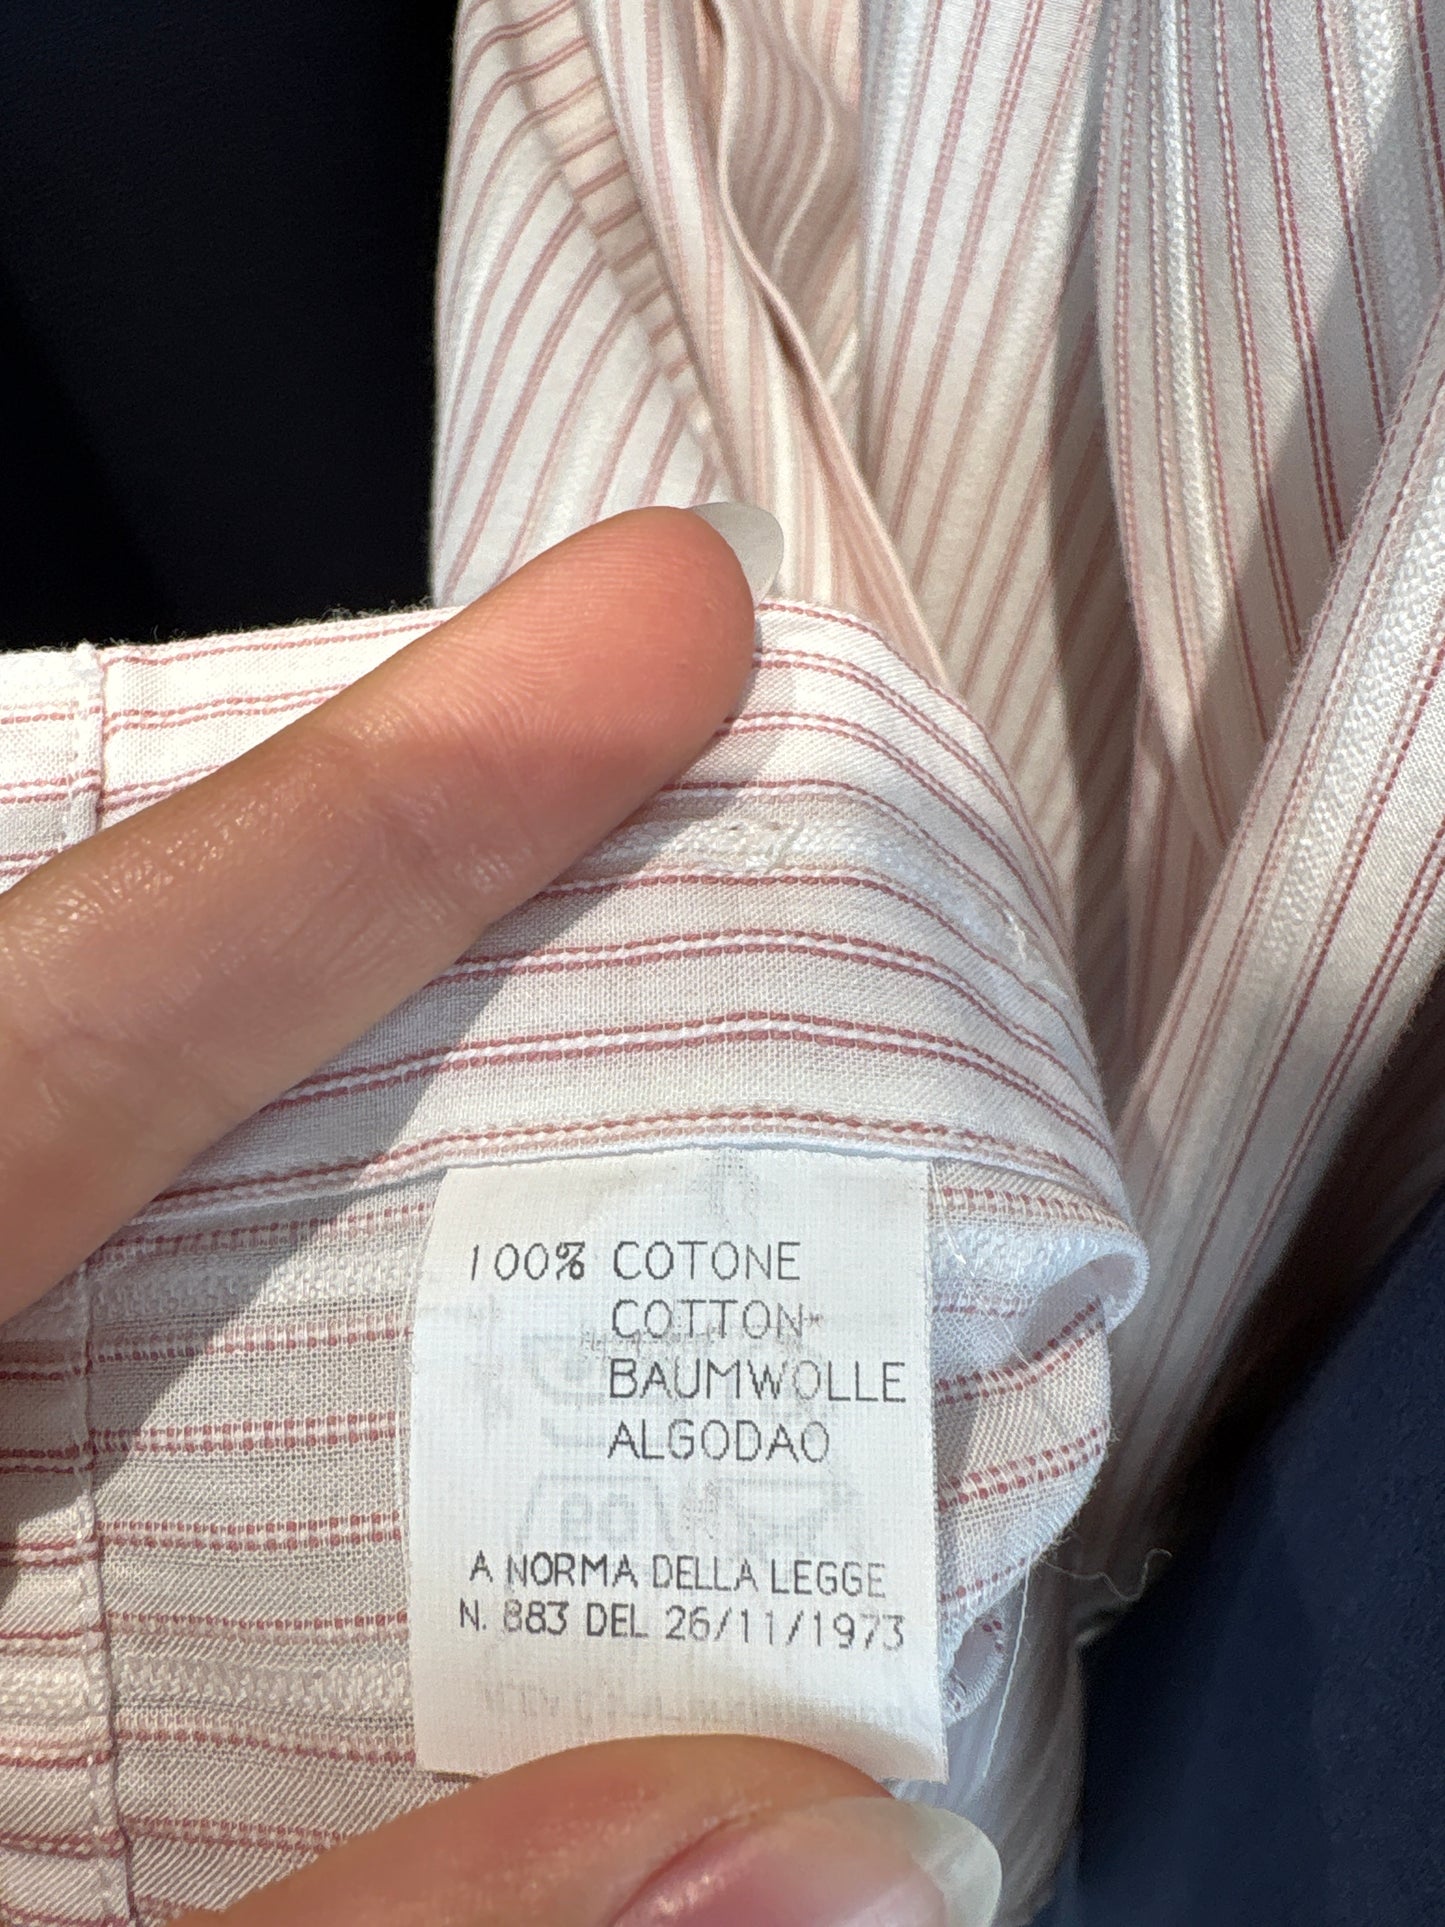 100% COTONE
COTTON
BAUMWOLLE
ALGODAO
A NORMA DELLA LEGGE
N. 883 DEL 26/11/1973